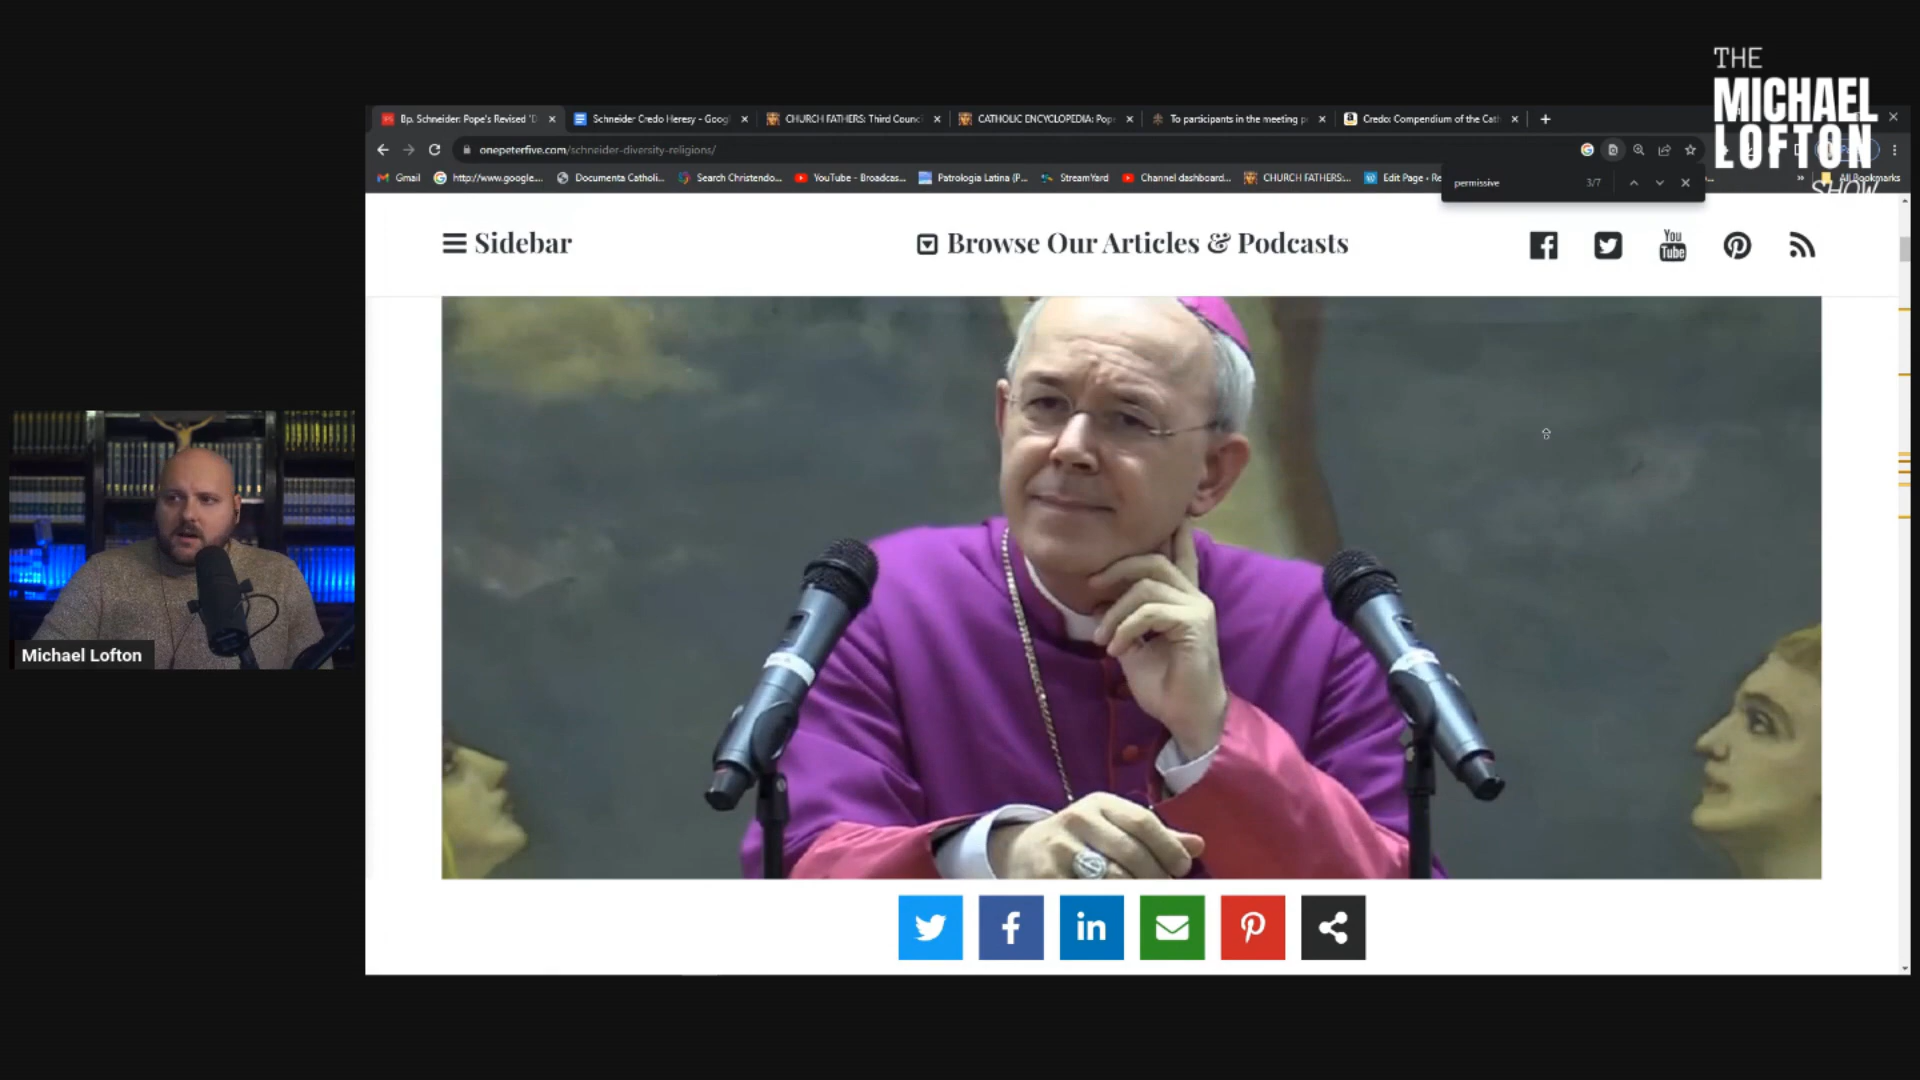 THE
MICHAEL
LOFTON
SHOW
Bp. Schneider: Pope's Revised 'D
Schneider Credo Heresy - Goog
CHURCH FATHERS: Third Counc
CATHOLIC ENCYCLOPEDIA: Pop
To participants in the meeting p
Credo: Compendium of the Cath
onepeterfive.com/schneider-diversity-religions/
Gmail
http://www.google....
Documenta Catholi...
Search Christendo...
YouTube - Broadcas...
Patrologia Latina (P...
StreamYard
Channel dashboard...
CHURCH FATHERS:...
Edit Page • Re
All Bookmarks
permissive
3/7
Sidebar
Browse Our Articles & Podcasts
You
Tube
in
Michael Lofton